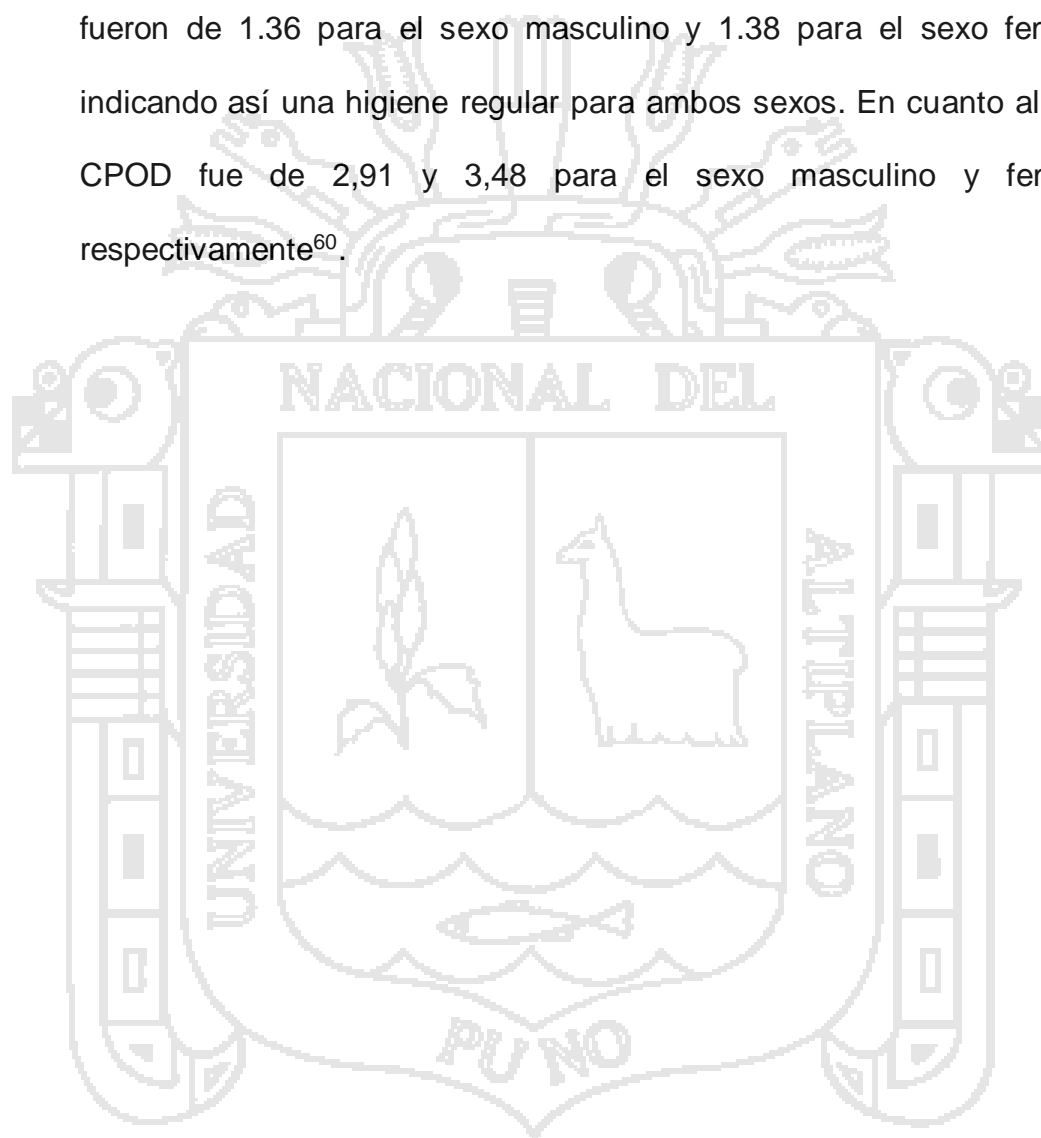 fueron de 1.36 para el sexo masculino y 1.38 para el sexo fer
indicando así una higiene regular para ambos sexos. En cuanto al
CPOD fue de 2,91 y 3,48 para el sexo masculino y fer
respectivamente60.
NACIONAL DEL
UNIVERSIDAD
ALTIPLANO
PUNO